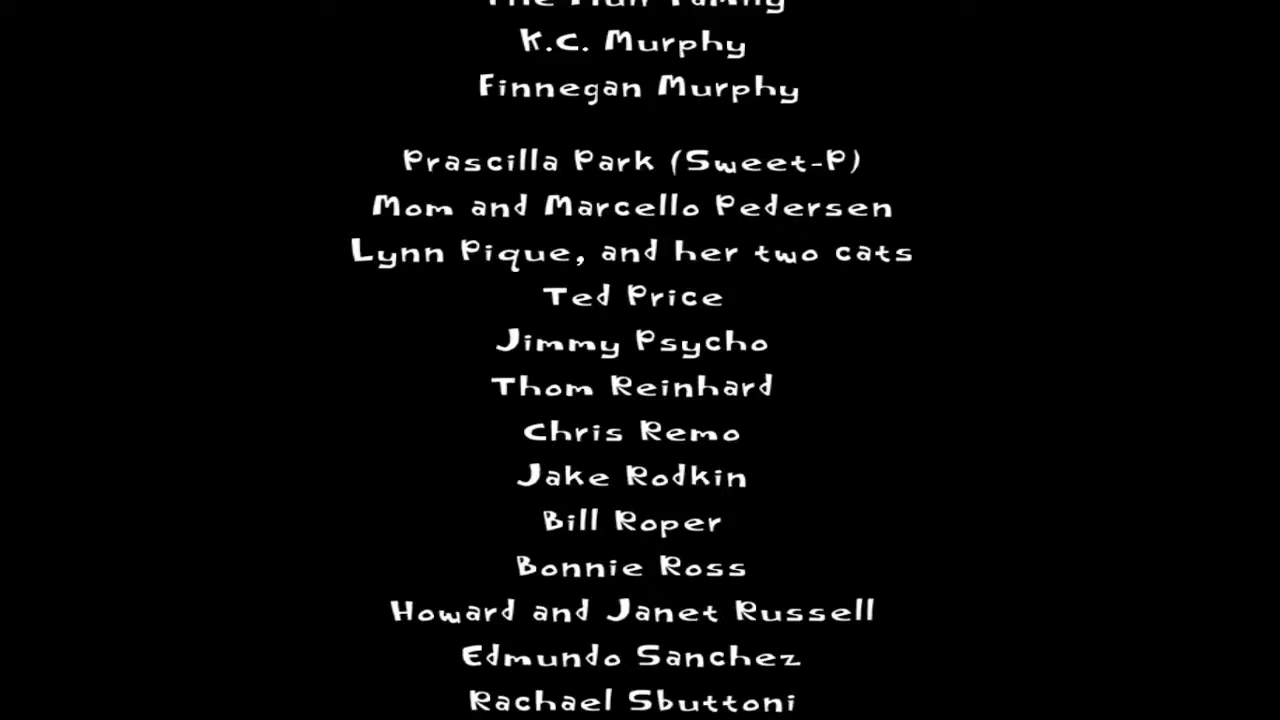 Family
K.C. Murphy
Finnegan Murphy
Prascilla Park (Sweet-P)
Mom and Marcello Pedersen
Lynn Pique, and her two cats
Ted Price
Jimmy Psycho
Thom Reinhard
Chris Remo
Jake Rodkin
Bill Roper
Bonnie Ross
Howard and Janet Russell
Edmundo Sanchez
Rachael Sbuttoni